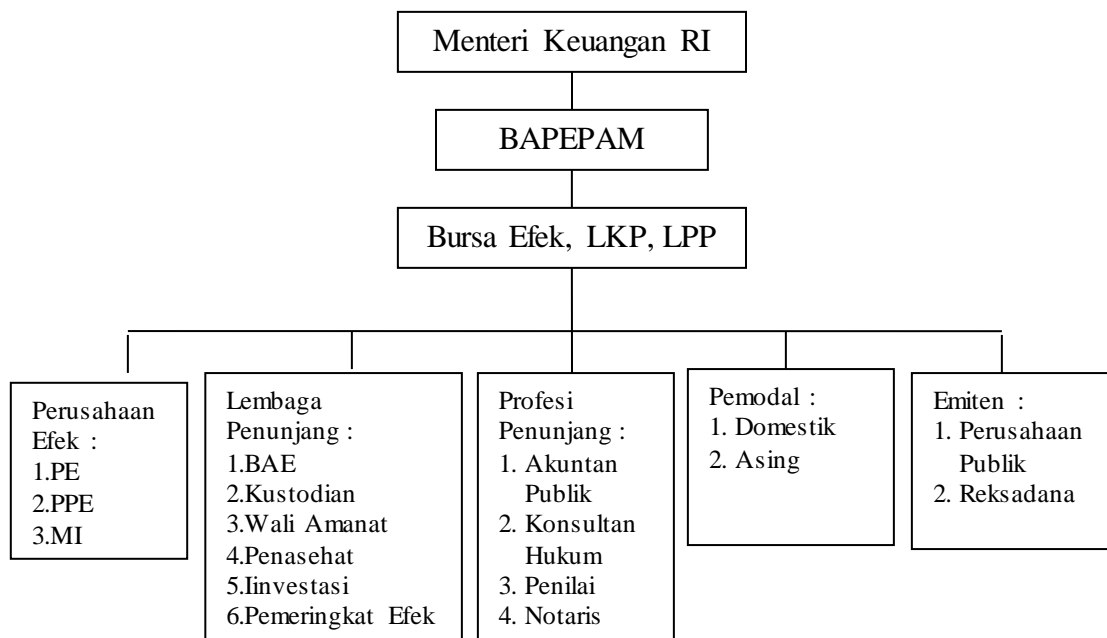 Menteri Keuangan RI
BAPEPAM
Bursa Efek, LKP, LPP
Perusahaan
Efek :
1.PE
2.PPE
3.MI
Lembaga
Penunjang :
1.BAE
2.Kustodian
3.Wali Amanat
4.Penasehat
5.Iinvestasi
6.Pemeringkat Efek
Profesi
Penunjang :
1. Akuntan
Publik
2. Konsultan
Hukum
3. Penilai
4. Notaris
Pemodal :
1. Domestik
2. Asing
Emiten :
1. Perusahaan
Publik
2. Reksadana